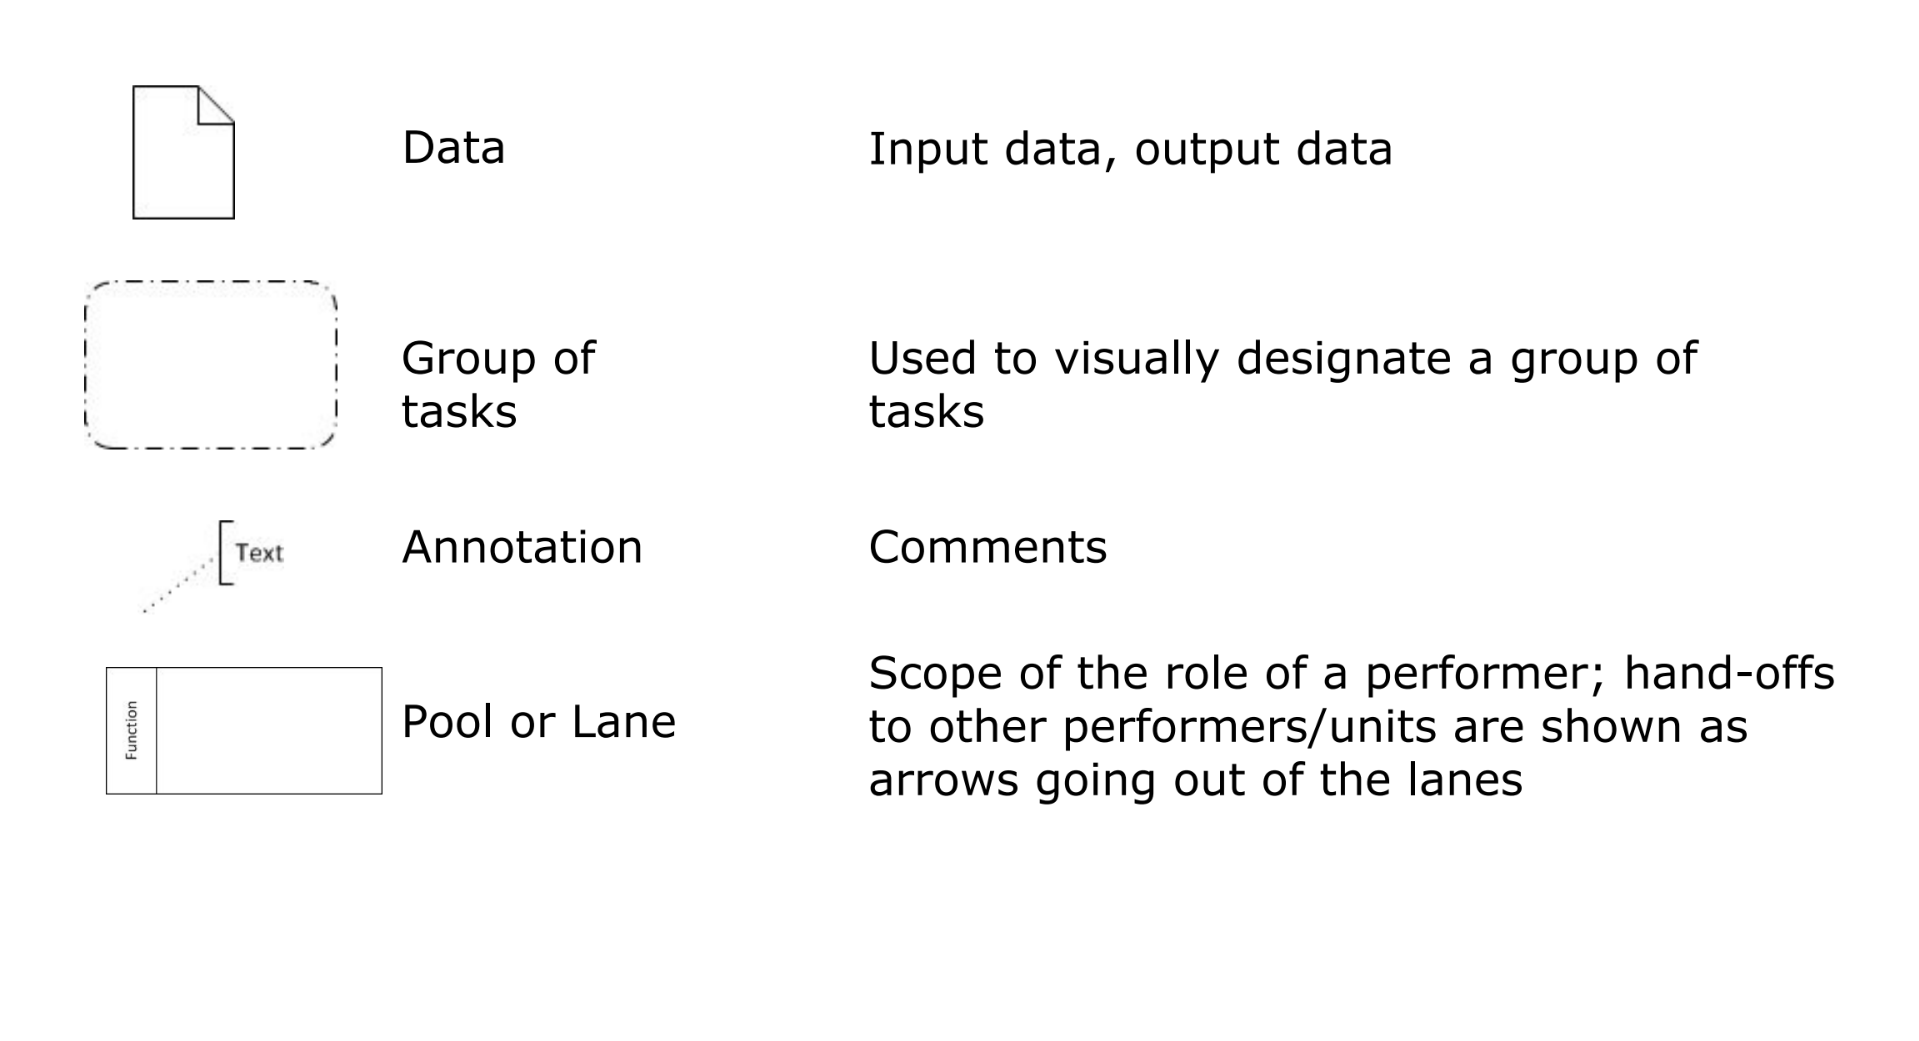 Data
Input data, output data
Group of
tasks
Used to visually designate a group of
tasks
Text
Annotation
Comments
Function
Pool or Lane
Scope of the role of a performer; hand-offs
to other performers/units are shown as
arrows going out of the lanes